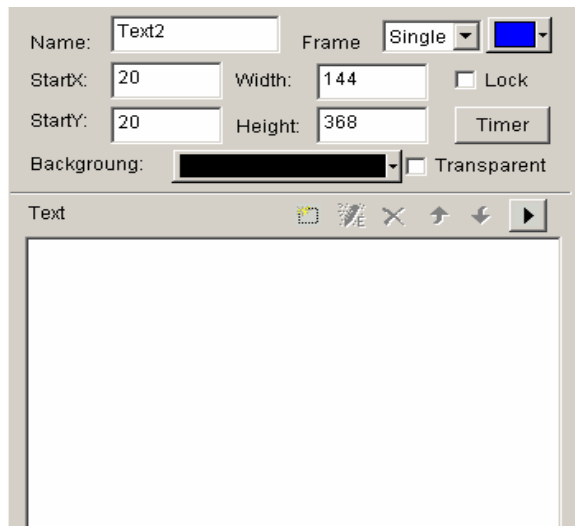 Name: Text2 Frame Single
StartX: 20 Width: 144 Lock
StartY: 20 Height: 368 Timer
Backgroung: Transparent
Text E